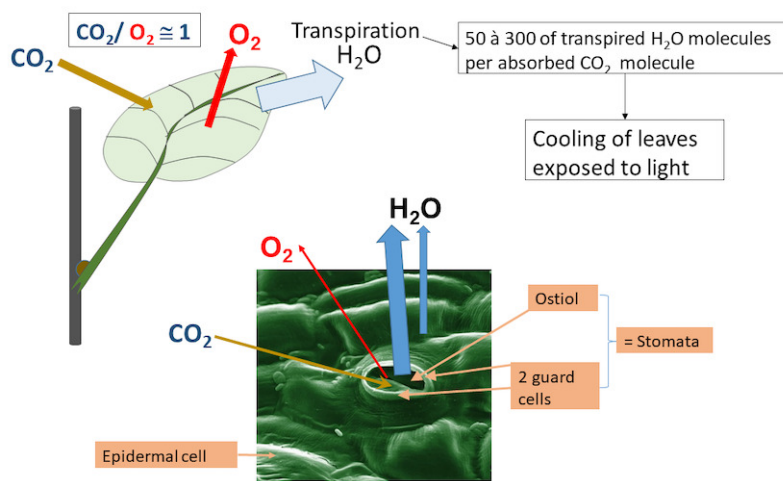 CO₂/ O₂ ≅ 1
O₂
CO₂
Transpiration
H₂O
50 à 300 of transpired H₂O molecules
per absorbed CO₂ molecule
Cooling of leaves
exposed to light
H₂O
O₂
CO₂
Ostiol
= Stomata
2 guard
cells
Epidermal cell